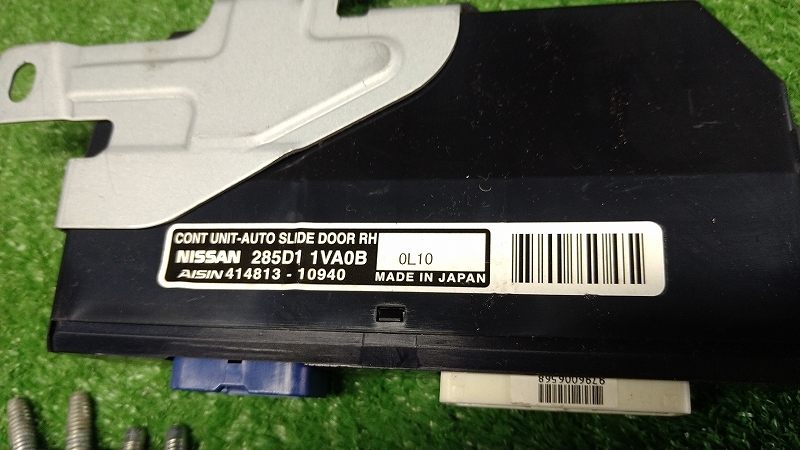 CONT UNIT-AUTO SLIDE DOOR RH
NISSAN 285D1 1VA0B
0L10
AISIN 414813-10940
MADE IN JAPAN